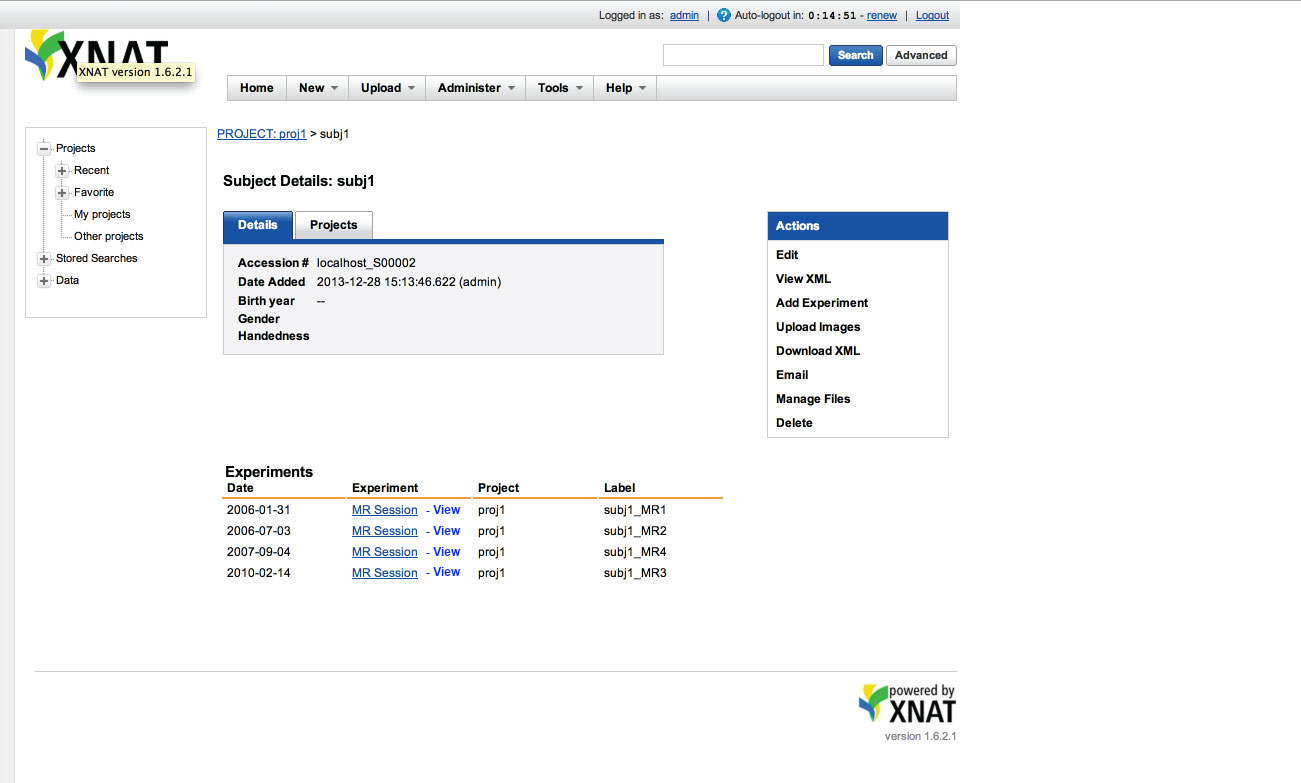 Logged in as: admin | ? Auto-logout in: 0:14:51 - renew | Logout
XNAT
XNAT version 1.6.2.1
Search Advanced
Home New Upload Administer Tools Help
PROJECT: proj1 > subj1
Projects
Recent
Favorite
My projects
Other projects
Stored Searches
Data
Subject Details: subj1
Details Projects
Accession # localhost_S00002
Date Added 2013-12-28 15:13:46.622 (admin)
Birth year --
Gender
Handedness
Actions
Edit
View XML
Add Experiment
Upload Images
Download XML
Email
Manage Files
Delete
Experiments
Date Experiment Project Label
2006-01-31 MR Session - View proj1 subj1_MR1
2006-07-03 MR Session - View proj1 subj1_MR2
2007-09-04 MR Session - View proj1 subj1_MR4
2010-02-14 MR Session - View proj1 subj1_MR3
powered by
XNAT
version 1.6.2.1